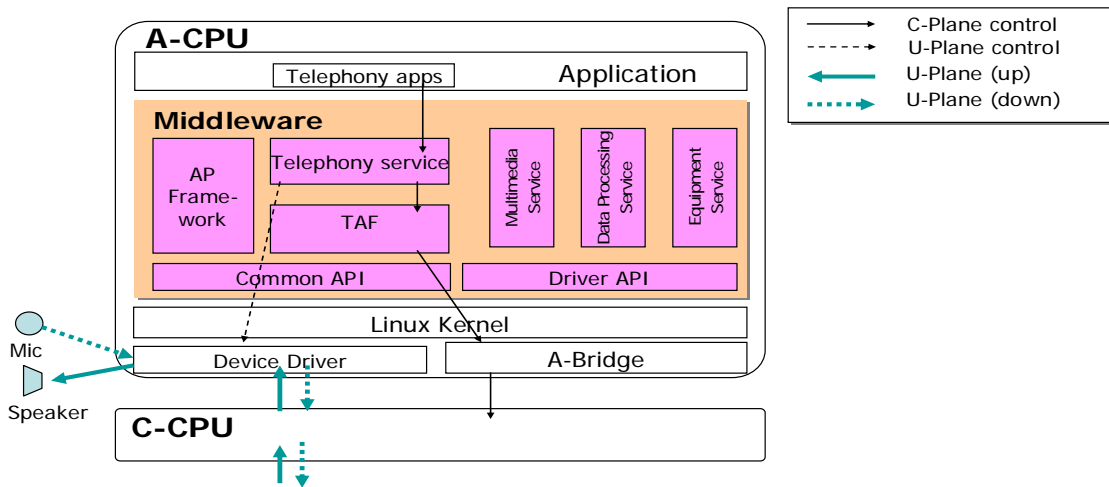 A-CPU
Telephony apps
Application
Middleware
AP
Frame-
work
Telephony service
TAF
Multimedia
Service
Data Processing
Service
Equipment
Service
Common API
Driver API
Linux Kernel
Device Driver
A-Bridge
Mic
Speaker
C-CPU
C-Plane control
U-Plane control
U-Plane (up)
U-Plane (down)